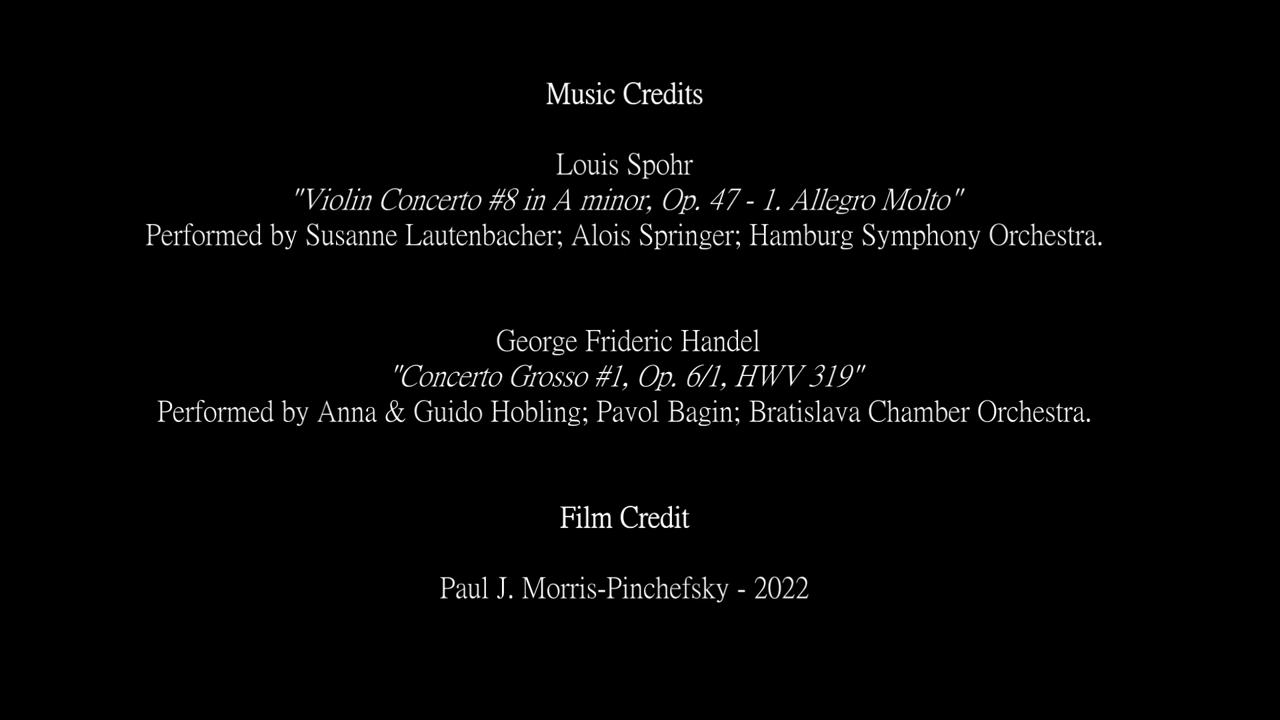 Music Credits
Louis Spohr
"Violin Concerto #8 in A minor, Op. 47 - 1. Allegro Molto"
Performed by Susanne Lautenbacher; Alois Springer; Hamburg Symphony Orchestra.
George Frideric Handel
"Concerto Grosso #1, Op. 6/1, HWV 319"
Performed by Anna & Guido Hobling; Pavol Bagin; Bratislava Chamber Orchestra.
Film Credit
Paul J. Morris-Pinchefsky - 2022